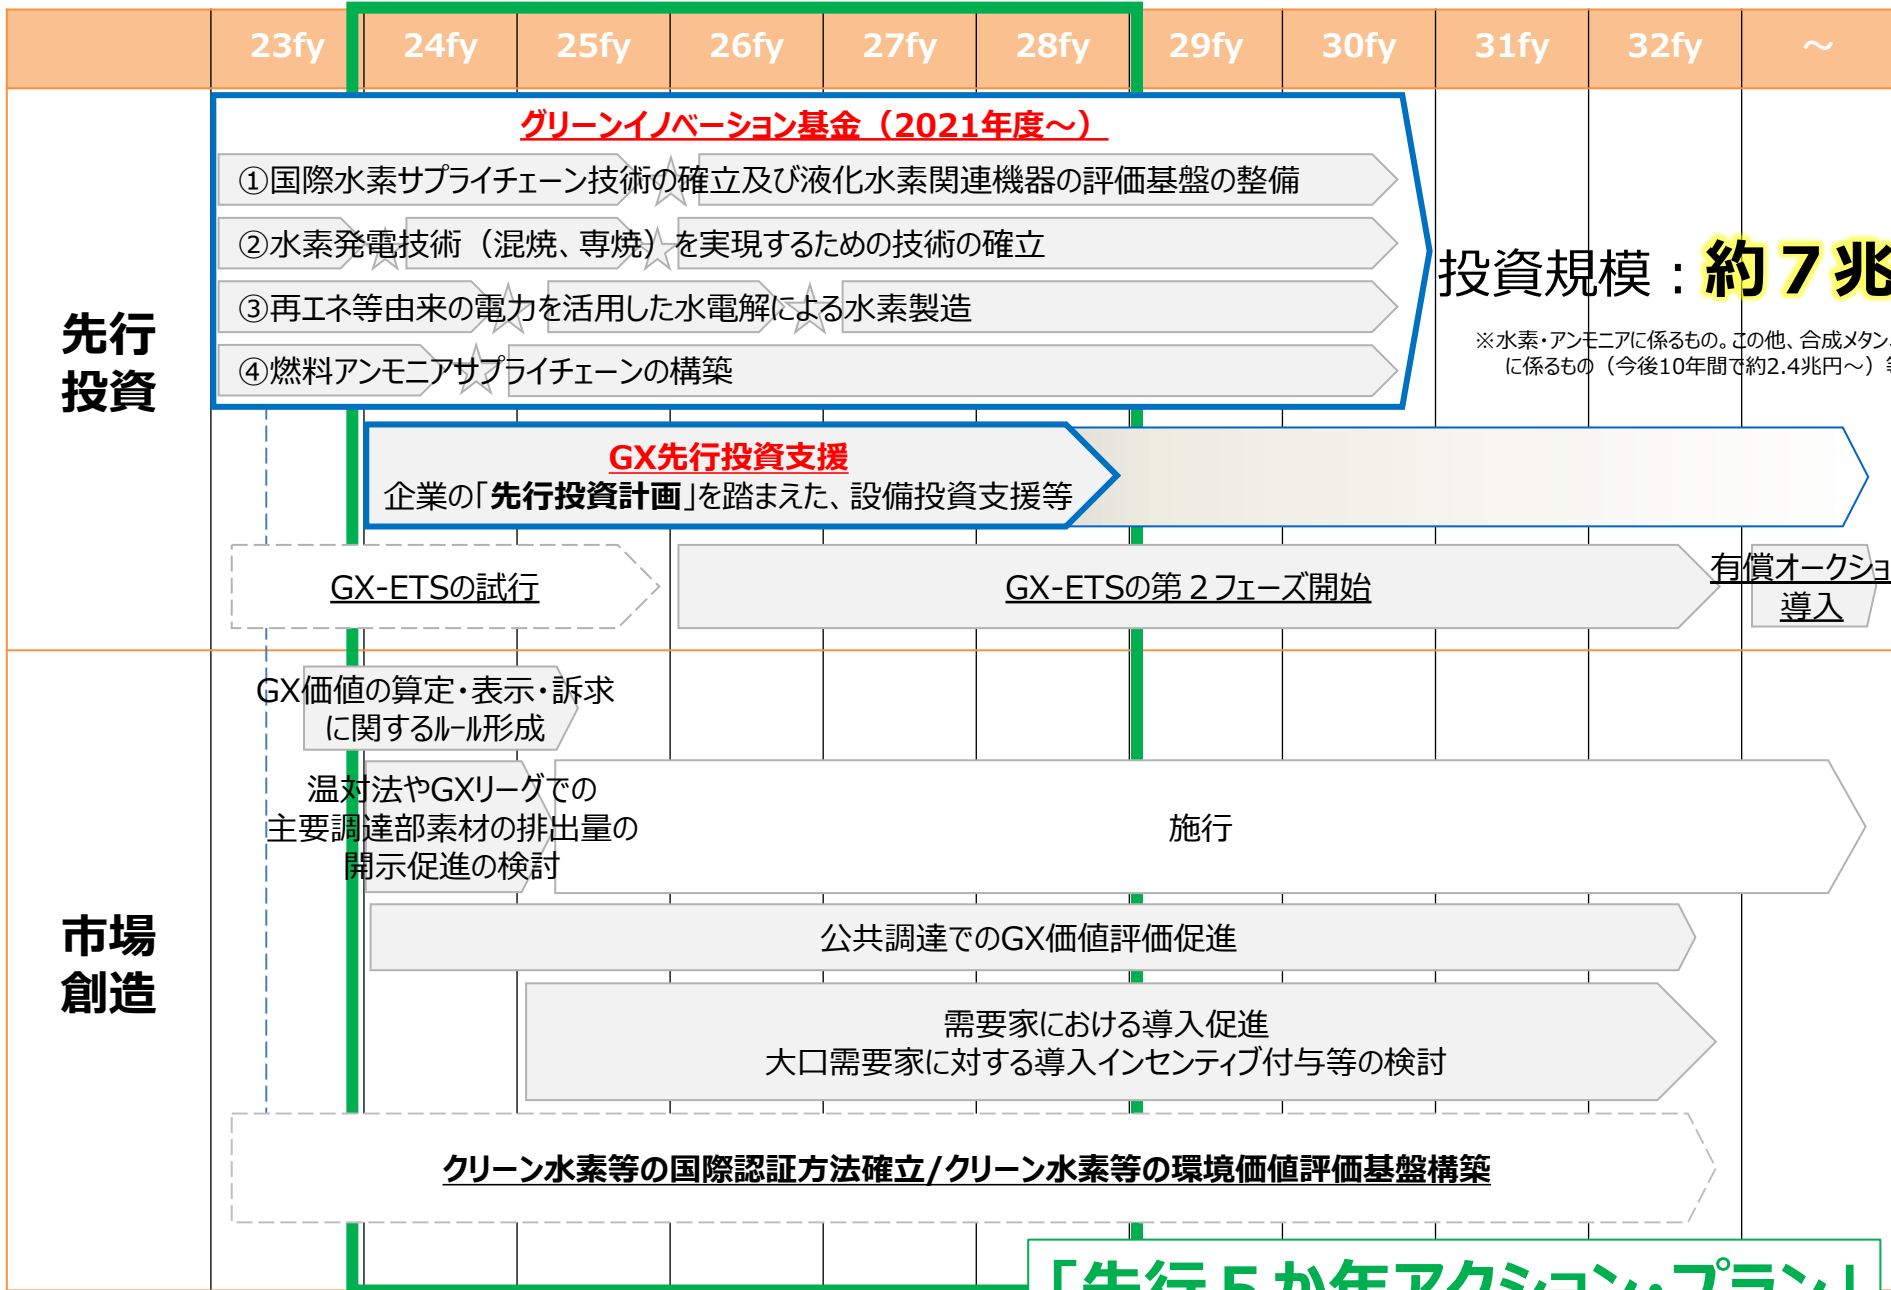 23fy 24fy 25fy 26fy 27fy 28fy 29fy 30fy 31fy 32fy ～
先行
投資
グリーンイノベーション基金（2021年度～）
①国際水素サプライチェーン技術の確立及び液化水素関連機器の評価基盤の整備
②水素発電技術（混焼、専焼）を実現するための技術の確立
③再エネ等由来の電力を活用した水電解による水素製造
④燃料アンモニアサプライチェーンの構築
投資規模：約７兆
※水素・アンモニアに係るもの。この他、合成メタン、
に係るもの（今後10年間で約2.4兆円～）等
GX先行投資支援
企業の「先行投資計画」を踏まえた、設備投資支援等
GX-ETSの試行
GX-ETSの第２フェーズ開始
有償オークショ
導入
市場
創造
GX価値の算定・表示・訴求
に関するルール形成
温対法やGXリーグでの
主要調達部素材の排出量の
開示促進の検討
施行
公共調達でのGX価値評価促進
需要家における導入促進
大口需要家に対する導入インセンティブ付与等の検討
クリーン水素等の国際認証方法確立/クリーン水素等の環境価値評価基盤構築
「先行５か年アクション・プラン」